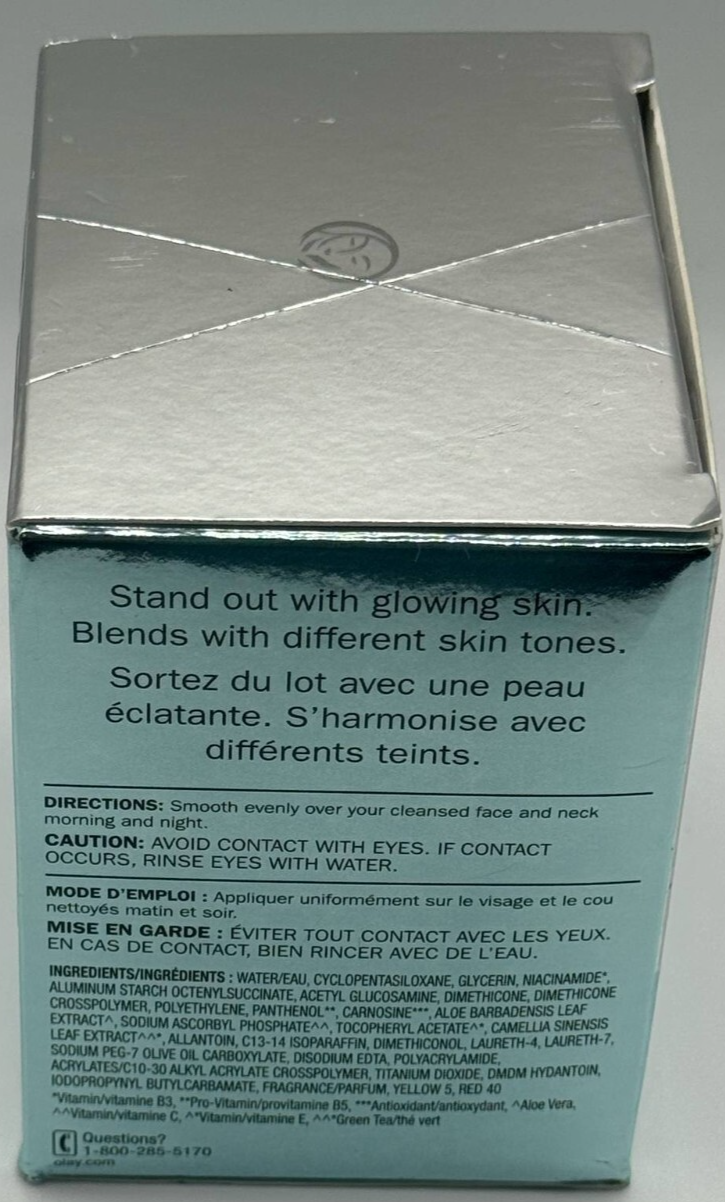 Stand out with glowing skin.
Blends with different skin tones.
Sortez du lot avec une peau
éclatante. S'harmonise avec
différents teints.
DIRECTIONS: Smooth evenly over your cleansed face and neck
morning and night.
CAUTION: AVOID CONTACT WITH EYES. IF CONTACT
OCCURS, RINSE EYES WITH WATER.
MODE D'EMPLOI : Appliquer uniformément sur le visage et le cou
nettoyés matin et soir.
MISE EN GARDE : ÉVITER TOUT CONTACT AVEC LES YEUX.
EN CAS DE CONTACT, BIEN RINCER AVEC DE L'EAU.
INGREDIENTS/INGRÉDIENTS : WATER/EAU, CYCLOPENTASILOXANE, GLYCERIN, NIACINAMIDE*,
ALUMINUM STARCH OCTENYLSUCCINATE, ACETYL GLUCOSAMINE, DIMETHICONE, DIMETHICONE
CROSSPOLYMER, POLYETHYLENE, PANTHENOL**, CARNOSINE***, ALOE BARBADENSIS LEAF
EXTRACT^, SODIUM ASCORBYL PHOSPHATE^^, TOCOPHERYL ACETATE^*, CAMELLIA SINENSIS
LEAF EXTRACT^^*, ALLANTOIN, C13-14 ISOPARAFFIN, DIMETHICONOL, LAURETH-4, LAURETH-7,
SODIUM PEG-7 OLIVE OIL CARBOXYLATE, DISODIUM EDTA, POLYACRYLAMIDE,
ACRYLATES/C10-30 ALKYL ACRYLATE CROSSPOLYMER, TITANIUM DIOXIDE, DMDM HYDANTOIN,
IODOPROPYNYL BUTYLCARBAMATE, FRAGRANCE/PARFUM, YELLOW 5, RED 40
*Vitamin/vitamine B3, **Pro-Vitamin/provitamine B5, ***Antioxidant/antioxydant, ^Aloe Vera,
^^Vitamin/vitamine C, ^*Vitamin/vitamine E, ^^*Green Tea/thé vert
Questions?
1-800-285-5170
olay.com